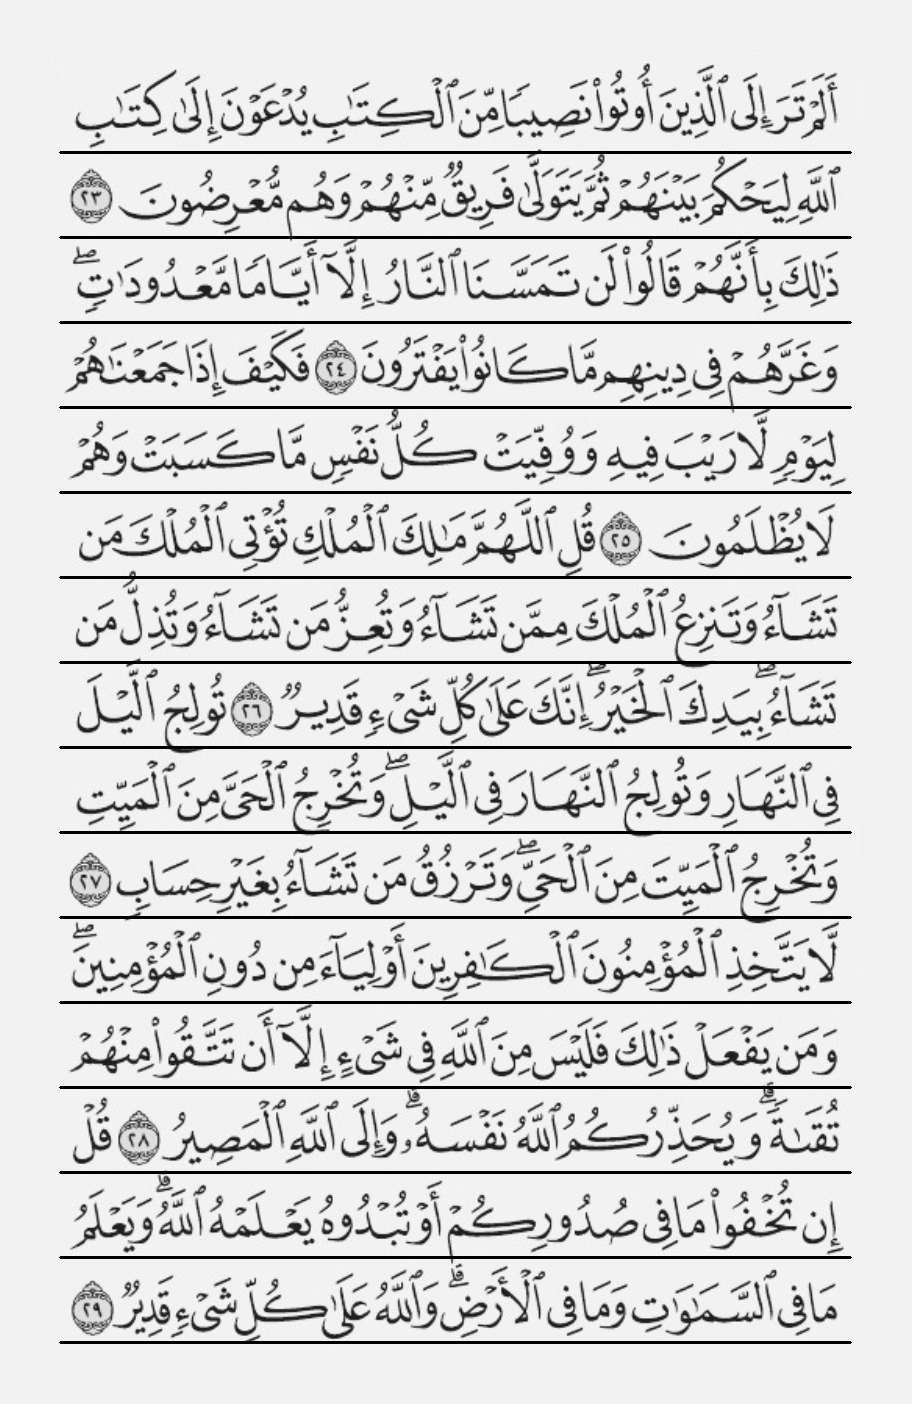 أَلَمْ تَرَ إِلَى ٱلَّذِينَ أُوتُوا۟ نَصِيبًا مِّنَ ٱلْكِتَـٰبِ يُدْعَوْنَ إِلَىٰ كِتَـٰبِ
ٱللَّهِ لِيَحْكُمَ بَيْنَهُمْ ثُمَّ يَتَوَلَّىٰ فَرِيقٌ مِّنْهُمْ وَهُم مُّعْرِضُونَ ٢٣
ذَٰلِكَ بِأَنَّهُمْ قَالُوا۟ لَن تَمَسَّنَا ٱلنَّارُ إِلَّآ أَيَّامًا مَّعْدُودَٰتٍ ۖ
وَغَرَّهُمْ فِى دِينِهِم مَّا كَانُوا۟ يَفْتَرُونَ ٢٤ فَكَيْفَ إِذَا جَمَعْنَـٰهُمْ
لِيَوْمٍ لَّا رَيْبَ فِيهِ وَوُفِّيَتْ كُلُّ نَفْسٍ مَّا كَسَبَتْ وَهُمْ
لَا يُظْلَمُونَ ٢٥ قُلِ ٱللَّهُمَّ مَـٰلِكَ ٱلْمُلْكِ تُؤْتِى ٱلْمُلْكَ مَن
تَشَآءُ وَتَنزِعُ ٱلْمُلْكَ مِمَّن تَشَآءُ وَتُعِزُّ مَن تَشَآءُ وَتُذِلُّ مَن
تَشَآءُ ۖ بِيَدِكَ ٱلْخَيْرُ ۖ إِنَّكَ عَلَىٰ كُلِّ شَىْءٍ قَدِيرٌ ٢٦ تُولِجُ ٱلَّيْلَ
فِى ٱلنَّهَارِ وَتُولِجُ ٱلنَّهَارَ فِى ٱلَّيْلِ ۖ وَتُخْرِجُ ٱلْحَىَّ مِنَ ٱلْمَيِّتِ
وَتُخْرِجُ ٱلْمَيِّتَ مِنَ ٱلْحَىِّ ۖ وَتَرْزُقُ مَن تَشَآءُ بِغَيْرِ حِسَابٍ ٢٧
لَّا يَتَّخِذِ ٱلْمُؤْمِنُونَ ٱلْكَـٰفِرِينَ أَوْلِيَآءَ مِن دُونِ ٱلْمُؤْمِنِينَ ۖ
وَمَن يَفْعَلْ ذَٰلِكَ فَلَيْسَ مِنَ ٱللَّهِ فِى شَىْءٍ إِلَّآ أَن تَتَّقُوا۟ مِنْهُمْ
تُقَىٰةً ۗ وَيُحَذِّرُكُمُ ٱللَّهُ نَفْسَهُۥ ۗ وَإِلَى ٱللَّهِ ٱلْمَصِيرُ ٢٨ قُلْ
إِن تُخْفُوا۟ مَا فِى صُدُورِكُمْ أَوْ تُبْدُوهُ يَعْلَمْهُ ٱللَّهُ ۗ وَيَعْلَمُ
مَا فِى ٱلسَّمَـٰوَٰتِ وَمَا فِى ٱلْأَرْضِ ۗ وَٱللَّهُ عَلَىٰ كُلِّ شَىْءٍ قَدِيرٌ ٢٩